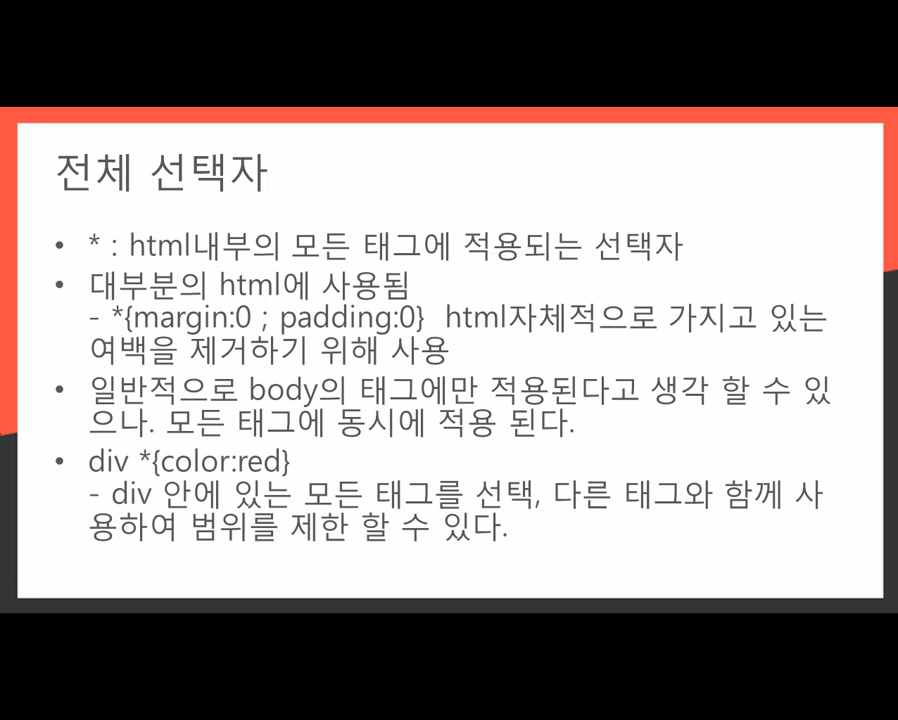 전체 선택자
• * : html내부의 모든 태그에 적용되는 선택자
• 대부분의 html에 사용됨
- *{margin:0 ; padding:0}  html자체적으로 가지고 있는
여백을 제거하기 위해 사용
• 일반적으로 body의 태그에만 적용된다고 생각 할 수 있
으나. 모든 태그에 동시에 적용 된다.
• div *{color:red}
- div 안에 있는 모든 태그를 선택, 다른 태그와 함께 사
용하여 범위를 제한 할 수 있다.